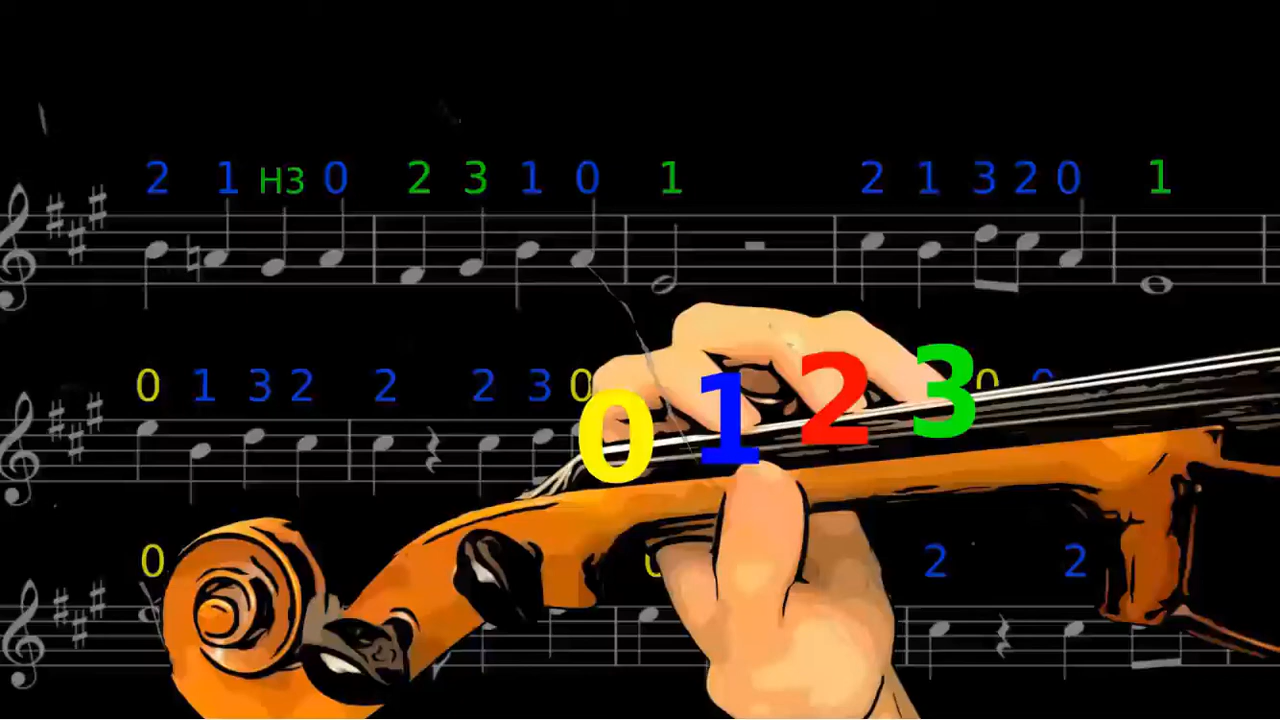 2 1 H3 0 2 3 1 0 1 2 1 3 2 0 1
0 1 3 2 2 2 3 0
0 1 2 3
0 2 2